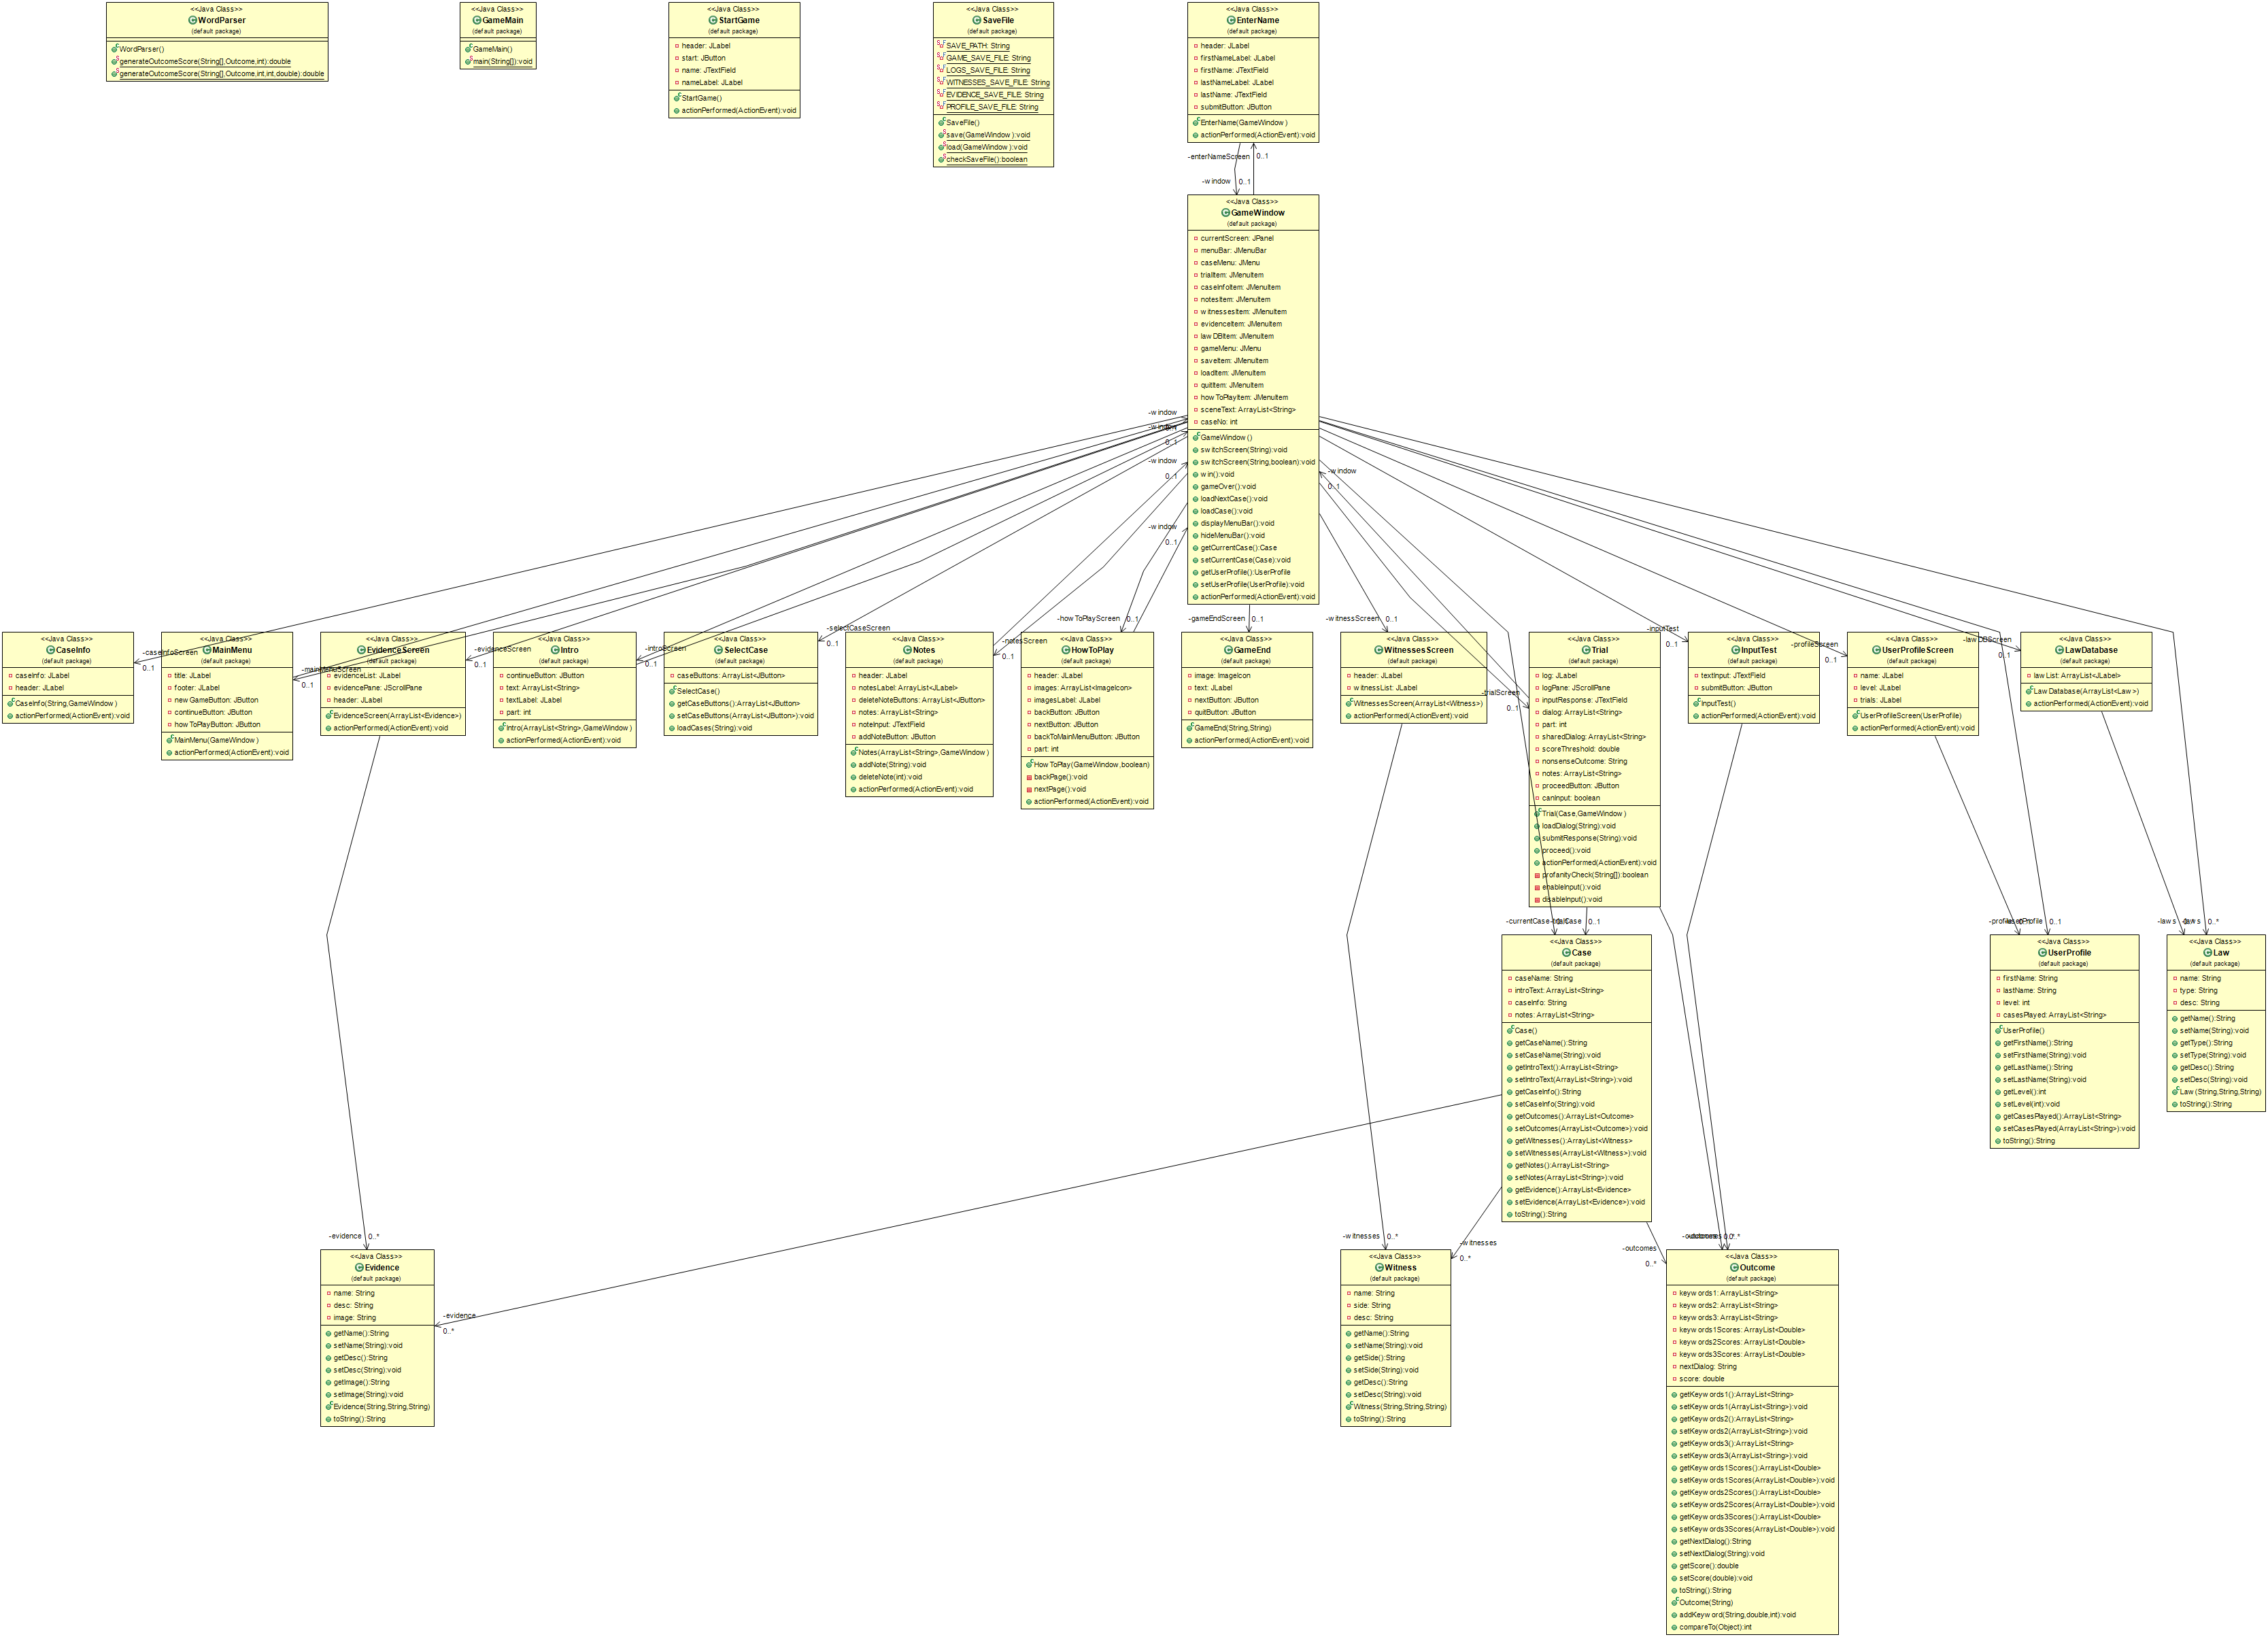 <<Java Class>>
WordParser
(default package)
WordParser()
generateOutcomeScore(String[],Outcome,int):double
generateOutcomeScore(String[],Outcome,int,int,double):double
<<Java Class>>
GameMain
(default package)
GameMain()
main(String[]):void
<<Java Class>>
StartGame
(default package)
header: JLabel
start: JButton
name: JTextField
nameLabel: JLabel
StartGame()
actionPerformed(ActionEvent):void
<<Java Class>>
SaveFile
(default package)
SAVE_PATH: String
GAME_SAVE_FILE: String
LOGS_SAVE_FILE: String
WITNESSES_SAVE_FILE: String
EVIDENCE_SAVE_FILE: String
PROFILE_SAVE_FILE: String
SaveFile()
save(GameWindow):void
load(GameWindow):void
checkSaveFile():boolean
<<Java Class>>
EnterName
(default package)
header: JLabel
firstNameLabel: JLabel
firstName: JTextField
lastNameLabel: JLabel
lastName: JTextField
submitButton: JButton
EnterName(GameWindow)
actionPerformed(ActionEvent):void
-enterNameScreen
0..1
-window
0..1
<<Java Class>>
GameWindow
(default package)
currentScreen: JPanel
menuBar: JMenuBar
caseMenu: JMenu
trialItem: JMenuItem
caseInfoItem: JMenuItem
notesItem: JMenuItem
witnessesItem: JMenuItem
evidenceItem: JMenuItem
lawDBItem: JMenuItem
gameMenu: JMenu
saveItem: JMenuItem
loadItem: JMenuItem
quitItem: JMenuItem
howToPlayItem: JMenuItem
sceneText: ArrayList<String>
caseNo: int
GameWindow()
switchScreen(String):void
switchScreen(String,boolean):void
win():void
gameOver():void
loadNextCase():void
loadCase():void
displayMenuBar():void
hideMenuBar():void
getCurrentCase():Case
setCurrentCase(Case):void
getUserProfile():UserProfile
setUserProfile(UserProfile):void
actionPerformed(ActionEvent):void
-window
-window
0..1
-window
0..1
-window
0..1
-window
0..1
-caseInfoScreen
0..1
-mainMenuScreen
0..1
-evidenceScreen
0..1
-introScreen
0..1
-selectCaseScreen
0..1
-notesScreen
0..1
-howToPlayScreen
0..1
-gameEndScreen
0..1
-witnessScreen
0..1
-trialScreen
0..1
-inputTest
0..1
-profileScreen
0..1
-lawDBScreen
0..1
<<Java Class>>
CaseInfo
(default package)
caseInfo: JLabel
header: JLabel
CaseInfo(String,GameWindow)
actionPerformed(ActionEvent):void
<<Java Class>>
MainMenu
(default package)
title: JLabel
footer: JLabel
newGameButton: JButton
continueButton: JButton
howToPlayButton: JButton
MainMenu(GameWindow)
actionPerformed(ActionEvent):void
<<Java Class>>
EvidenceScreen
(default package)
evidenceList: JLabel
evidencePane: JScrollPane
header: JLabel
EvidenceScreen(ArrayList<Evidence>)
actionPerformed(ActionEvent):void
<<Java Class>>
Intro
(default package)
continueButton: JButton
text: ArrayList<String>
textLabel: JLabel
part: int
Intro(ArrayList<String>,GameWindow)
actionPerformed(ActionEvent):void
<<Java Class>>
SelectCase
(default package)
caseButtons: ArrayList<JButton>
SelectCase()
getCaseButtons():ArrayList<JButton>
setCaseButtons(ArrayList<JButton>):void
loadCases(String):void
<<Java Class>>
Notes
(default package)
header: JLabel
notesLabel: ArrayList<JLabel>
deleteNoteButtons: ArrayList<JButton>
notes: ArrayList<String>
noteInput: JTextField
addNoteButton: JButton
Notes(ArrayList<String>,GameWindow)
addNote(String):void
deleteNote(int):void
actionPerformed(ActionEvent):void
<<Java Class>>
HowToPlay
(default package)
header: JLabel
images: ArrayList<ImageIcon>
imagesLabel: JLabel
backButton: JButton
nextButton: JButton
backToMainMenuButton: JButton
part: int
HowToPlay(GameWindow,boolean)
backPage():void
nextPage():void
actionPerformed(ActionEvent):void
<<Java Class>>
GameEnd
(default package)
image: ImageIcon
text: JLabel
nextButton: JButton
quitButton: JButton
GameEnd(String,String)
actionPerformed(ActionEvent):void
<<Java Class>>
WitnessesScreen
(default package)
header: JLabel
witnessList: JLabel
WitnessesScreen(ArrayList<Witness>)
actionPerformed(ActionEvent):void
<<Java Class>>
Trial
(default package)
log: JLabel
logPane: JScrollPane
inputResponse: JTextField
dialog: ArrayList<String>
part: int
sharedDialog: ArrayList<String>
scoreThreshold: double
nonsenseOutcome: String
notes: ArrayList<String>
proceedButton: JButton
canInput: boolean
Trial(Case,GameWindow)
loadDialog(String):void
submitResponse(String):void
proceed():void
actionPerformed(ActionEvent):void
profanityCheck(String[]):boolean
enableInput():void
disableInput():void
<<Java Class>>
InputTest
(default package)
textInput: JTextField
submitButton: JButton
InputTest()
actionPerformed(ActionEvent):void
<<Java Class>>
UserProfileScreen
(default package)
name: JLabel
level: JLabel
trials: JLabel
UserProfileScreen(UserProfile)
actionPerformed(ActionEvent):void
<<Java Class>>
LawDatabase
(default package)
lawList: ArrayList<JLabel>
LawDatabase(ArrayList<Law>)
actionPerformed(ActionEvent):void
-currentCase
0..1
<<Java Class>>
Case
(default package)
caseName: String
introText: ArrayList<String>
caseInfo: String
notes: ArrayList<String>
Case()
getCaseName():String
setCaseName(String):void
getIntroText():ArrayList<String>
setIntroText(ArrayList<String>):void
getCaseInfo():String
setCaseInfo(String):void
getOutcomes():ArrayList<Outcome>
setOutcomes(ArrayList<Outcome>):void
getWitnesses():ArrayList<Witness>
setWitnesses(ArrayList<Witness>):void
getNotes():ArrayList<String>
setNotes(ArrayList<String>):void
getEvidence():ArrayList<Evidence>
setEvidence(ArrayList<Evidence>):void
toString():String
0..1
<<Java Class>>
UserProfile
(default package)
firstName: String
lastName: String
level: int
casesPlayed: ArrayList<String>
UserProfile()
getFirstName():String
setFirstName(String):void
getLastName():String
setLastName(String):void
getLevel():int
setLevel(int):void
getCasesPlayed():ArrayList<String>
setCasesPlayed(ArrayList<String>):void
toString():String
-laws
-laws
0..*
<<Java Class>>
Law
(default package)
name: String
type: String
desc: String
getName():String
setName(String):void
getType():String
setType(String):void
getDesc():String
setDesc(String):void
Law(String,String,String)
toString():String
-evidence
0..*
-evidence
0..*
<<Java Class>>
Evidence
(default package)
name: String
desc: String
image: String
getName():String
setName(String):void
getDesc():String
setDesc(String):void
getImage():String
setImage(String):void
Evidence(String,String,String)
toString():String
-witnesses
0..*
-witnesses
0..*
<<Java Class>>
Witness
(default package)
name: String
side: String
desc: String
getName():String
setName(String):void
getSide():String
setSide(String):void
getDesc():String
setDesc(String):void
Witness(String,String,String)
toString():String
-outcomes
0..*
<<Java Class>>
Outcome
(default package)
keywords1: ArrayList<String>
keywords2: ArrayList<String>
keywords3: ArrayList<String>
keywords1Scores: ArrayList<Double>
keywords2Scores: ArrayList<Double>
keywords3Scores: ArrayList<Double>
nextDialog: String
score: double
getKeywords1():ArrayList<String>
setKeywords1(ArrayList<String>):void
getKeywords2():ArrayList<String>
setKeywords2(ArrayList<String>):void
getKeywords3():ArrayList<String>
setKeywords3(ArrayList<String>):void
getKeywords1Scores():ArrayList<Double>
setKeywords1Scores(ArrayList<Double>):void
getKeywords2Scores():ArrayList<Double>
setKeywords2Scores(ArrayList<Double>):void
getKeywords3Scores():ArrayList<Double>
setKeywords3Scores(ArrayList<Double>):void
getNextDialog():String
setNextDialog(String):void
getScore():double
setScore(double):void
toString():String
Outcome(String)
addKeyword(String,double,int):void
compareTo(Object):int